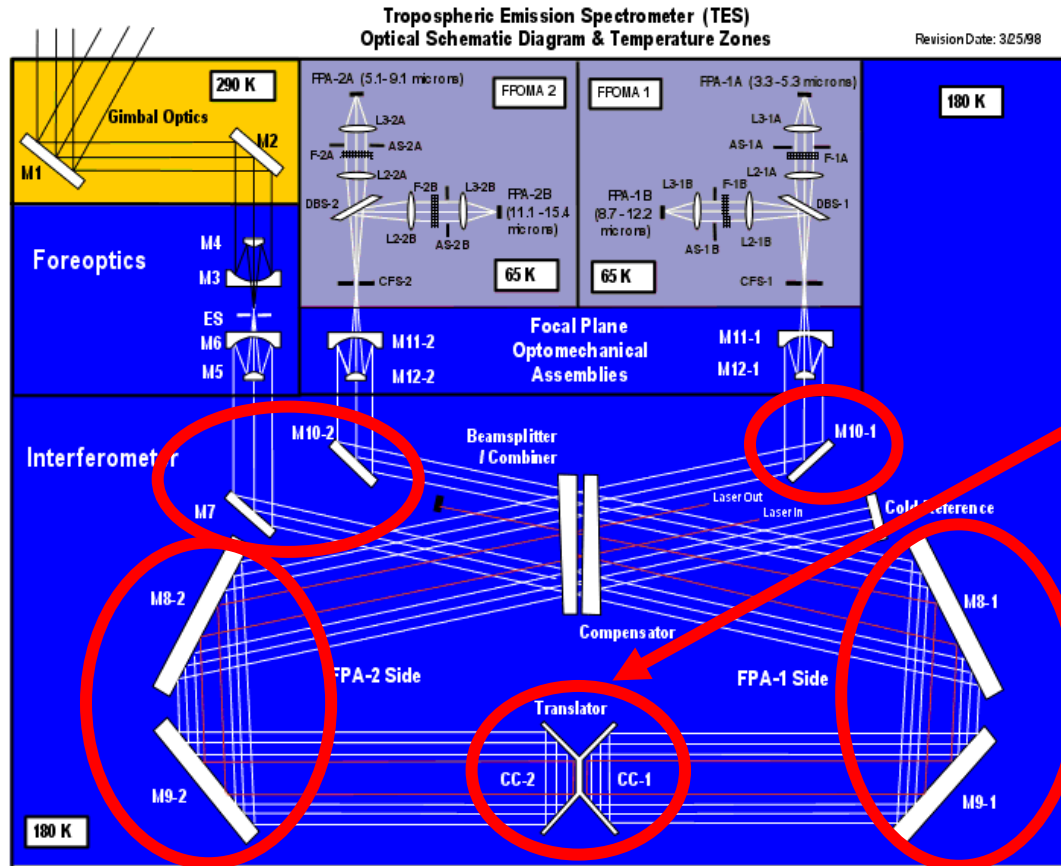 Tropospheric Emission Spectrometer (TES)
Optical Schematic Diagram & Temperature Zones
Revision Date: 3/25/98
290 K
Gimbal Optics
M1
M2
FPA-2A (5.1- 9.1 microns)
FPOMA 2
L3-2A
AS-2A
F-2A
L2-2A
F-2B
L3-2B
DBS-2
FPA-2B
(11.1 -15.4
microns)
L2-2B
AS-2B
CFS-2
65 K
FPOMA 1
FPA-1A (3.3-5.3 microns)
L3-1A
AS-1A
F-1A
L2-1A
L3-1B
F-1B
FPA-1B
(8.7 - 12.2
microns)
DBS-1
L2-1B
AS-1B
CFS-1
65 K
180 K
Foreoptics
M4
M3
ES
M6
M5
M11-2
M12-2
Focal Plane
Optomechanical
Assemblies
M11-1
M12-1
Interferometer
M10-2
Beamsplitter
/ Combiner
M10-1
M7
Laser Out
Laser In
Cold Reference
M8-2
M8-1
Compensator
FPA-2 Side
FPA-1 Side
Translator
CC-2
CC-1
M9-2
M9-1
180 K